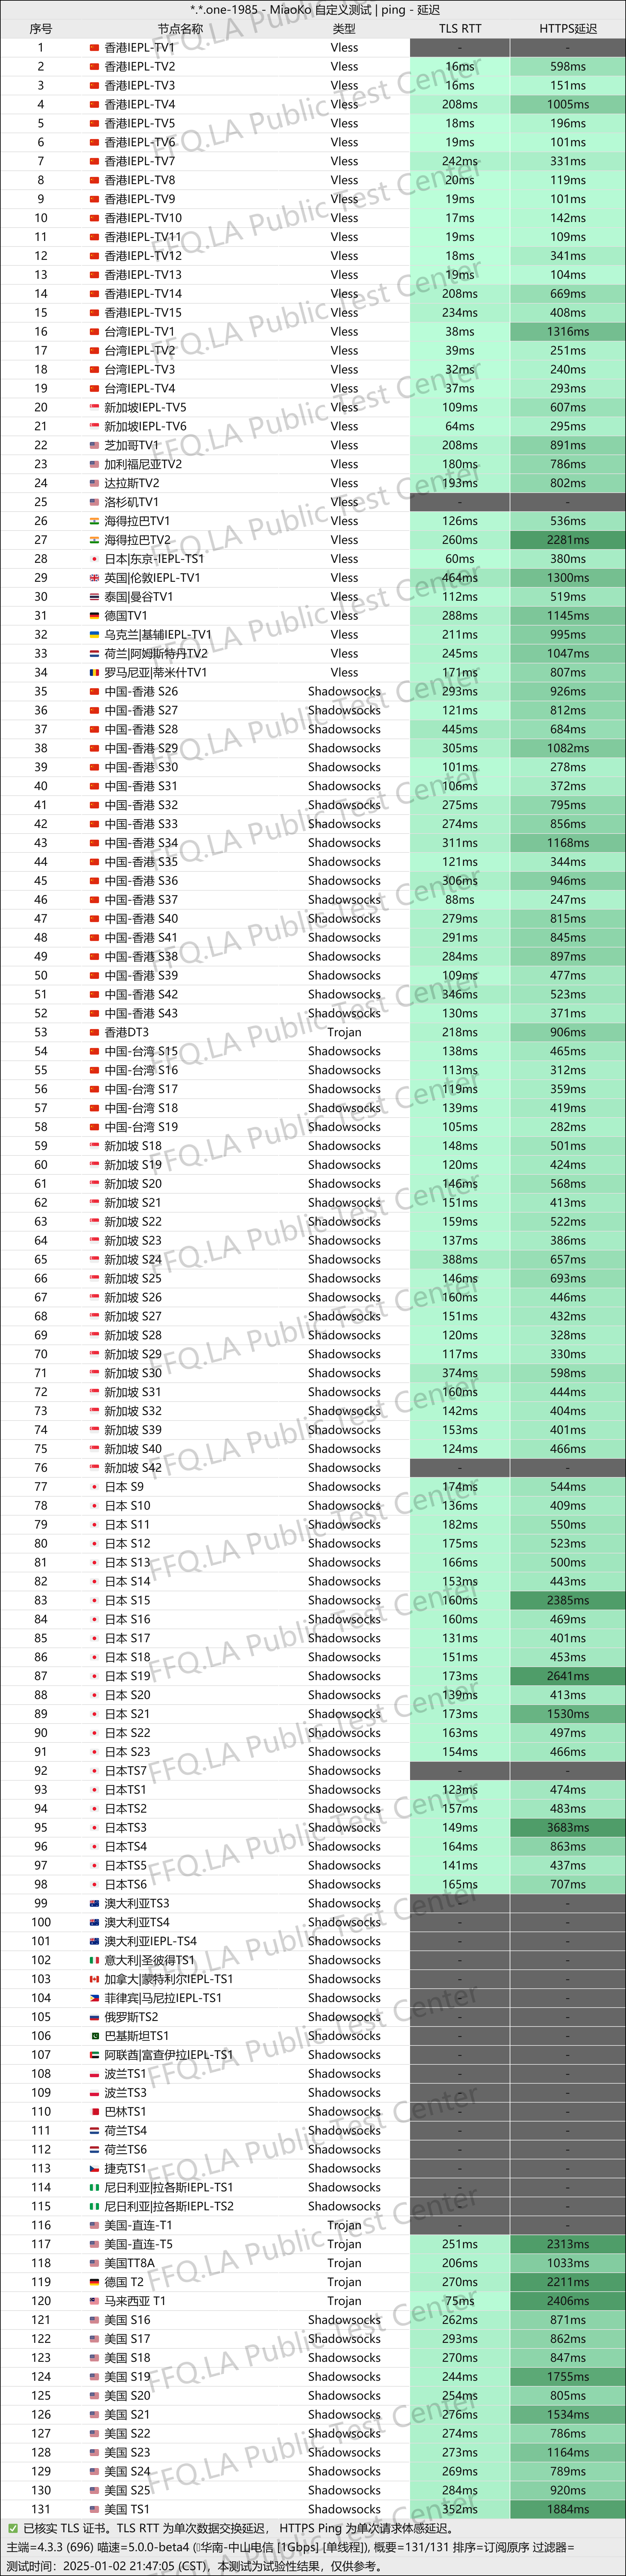 *.*.one-1985 - MiaoKo 自定义测试 | ping - 延迟
序号 节点名称 类型 TLS RTT HTTPS延迟
1 香港IEPL-TV1 Vless - -
2 香港IEPL-TV2 Vless 16ms 598ms
3 香港IEPL-TV3 Vless 16ms 151ms
4 香港IEPL-TV4 Vless 208ms 1005ms
5 香港IEPL-TV5 Vless 18ms 196ms
6 香港IEPL-TV6 Vless 19ms 101ms
7 香港IEPL-TV7 Vless 242ms 331ms
8 香港IEPL-TV8 Vless 20ms 119ms
9 香港IEPL-TV9 Vless 19ms 101ms
10 香港IEPL-TV10 Vless 17ms 142ms
11 香港IEPL-TV11 Vless 19ms 109ms
12 香港IEPL-TV12 Vless 18ms 341ms
13 香港IEPL-TV13 Vless 19ms 104ms
14 香港IEPL-TV14 Vless 208ms 669ms
15 香港IEPL-TV15 Vless 234ms 408ms
16 台湾IEPL-TV1 Vless 38ms 1316ms
17 台湾IEPL-TV2 Vless 39ms 251ms
18 台湾IEPL-TV3 Vless 32ms 240ms
19 台湾IEPL-TV4 Vless 37ms 293ms
20 新加坡IEPL-TV5 Vless 109ms 607ms
21 新加坡IEPL-TV6 Vless 64ms 295ms
22 芝加哥TV1 Vless 208ms 891ms
23 加利福尼亚TV2 Vless 180ms 786ms
24 达拉斯TV2 Vless 193ms 802ms
25 洛杉矶TV1 Vless - -
26 海得拉巴TV1 Vless 126ms 536ms
27 海得拉巴TV2 Vless 260ms 2281ms
28 日本|东京-IEPL-TS1 Vless 60ms 380ms
29 英国|伦敦IEPL-TV1 Vless 464ms 1300ms
30 泰国|曼谷TV1 Vless 112ms 519ms
31 德国TV1 Vless 288ms 1145ms
32 乌克兰|基辅IEPL-TV1 Vless 211ms 995ms
33 荷兰|阿姆斯特丹TV2 Vless 245ms 1047ms
34 罗马尼亚|蒂米什TV1 Vless 171ms 807ms
35 中国-香港 S26 Shadowsocks 293ms 926ms
36 中国-香港 S27 Shadowsocks 121ms 812ms
37 中国-香港 S28 Shadowsocks 445ms 684ms
38 中国-香港 S29 Shadowsocks 305ms 1082ms
39 中国-香港 S30 Shadowsocks 101ms 278ms
40 中国-香港 S31 Shadowsocks 106ms 372ms
41 中国-香港 S32 Shadowsocks 275ms 795ms
42 中国-香港 S33 Shadowsocks 274ms 856ms
43 中国-香港 S34 Shadowsocks 311ms 1168ms
44 中国-香港 S35 Shadowsocks 121ms 344ms
45 中国-香港 S36 Shadowsocks 306ms 946ms
46 中国-香港 S37 Shadowsocks 88ms 247ms
47 中国-香港 S40 Shadowsocks 279ms 815ms
48 中国-香港 S41 Shadowsocks 291ms 845ms
49 中国-香港 S38 Shadowsocks 284ms 897ms
50 中国-香港 S39 Shadowsocks 109ms 477ms
51 中国-香港 S42 Shadowsocks 346ms 523ms
52 中国-香港 S43 Shadowsocks 130ms 371ms
53 香港DT3 Trojan 218ms 906ms
54 中国-台湾 S15 Shadowsocks 138ms 465ms
55 中国-台湾 S16 Shadowsocks 113ms 312ms
56 中国-台湾 S17 Shadowsocks 119ms 359ms
57 中国-台湾 S18 Shadowsocks 139ms 419ms
58 中国-台湾 S19 Shadowsocks 105ms 282ms
59 新加坡 S18 Shadowsocks 148ms 501ms
60 新加坡 S19 Shadowsocks 120ms 424ms
61 新加坡 S20 Shadowsocks 146ms 568ms
62 新加坡 S21 Shadowsocks 151ms 413ms
63 新加坡 S22 Shadowsocks 159ms 522ms
64 新加坡 S23 Shadowsocks 137ms 386ms
65 新加坡 S24 Shadowsocks 388ms 657ms
66 新加坡 S25 Shadowsocks 146ms 693ms
67 新加坡 S26 Shadowsocks 160ms 446ms
68 新加坡 S27 Shadowsocks 151ms 432ms
69 新加坡 S28 Shadowsocks 120ms 328ms
70 新加坡 S29 Shadowsocks 117ms 330ms
71 新加坡 S30 Shadowsocks 374ms 598ms
72 新加坡 S31 Shadowsocks 160ms 444ms
73 新加坡 S32 Shadowsocks 142ms 404ms
74 新加坡 S39 Shadowsocks 153ms 401ms
75 新加坡 S40 Shadowsocks 124ms 466ms
76 新加坡 S42 Shadowsocks - -
77 日本 S9 Shadowsocks 174ms 544ms
78 日本 S10 Shadowsocks 136ms 409ms
79 日本 S11 Shadowsocks 182ms 550ms
80 日本 S12 Shadowsocks 175ms 523ms
81 日本 S13 Shadowsocks 166ms 500ms
82 日本 S14 Shadowsocks 153ms 443ms
83 日本 S15 Shadowsocks 160ms 2385ms
84 日本 S16 Shadowsocks 160ms 469ms
85 日本 S17 Shadowsocks 131ms 401ms
86 日本 S18 Shadowsocks 151ms 453ms
87 日本 S19 Shadowsocks 173ms 2641ms
88 日本 S20 Shadowsocks 139ms 413ms
89 日本 S21 Shadowsocks 173ms 1530ms
90 日本 S22 Shadowsocks 163ms 497ms
91 日本 S23 Shadowsocks 154ms 466ms
92 日本TS7 Shadowsocks - -
93 日本TS1 Shadowsocks 123ms 474ms
94 日本TS2 Shadowsocks 157ms 483ms
95 日本TS3 Shadowsocks 149ms 3683ms
96 日本TS4 Shadowsocks 164ms 863ms
97 日本TS5 Shadowsocks 141ms 437ms
98 日本TS6 Shadowsocks 165ms 707ms
99 澳大利亚TS3 Shadowsocks - -
100 澳大利亚TS4 Shadowsocks - -
101 澳大利亚IEPL-TS4 Shadowsocks - -
102 意大利|圣彼得TS1 Shadowsocks - -
103 加拿大|蒙特利尔IEPL-TS1 Shadowsocks - -
104 菲律宾|马尼拉IEPL-TS1 Shadowsocks - -
105 俄罗斯TS2 Shadowsocks - -
106 巴基斯坦TS1 Shadowsocks - -
107 阿联酋|富查伊拉IEPL-TS1 Shadowsocks - -
108 波兰TS1 Shadowsocks - -
109 波兰TS3 Shadowsocks - -
110 巴林TS1 Shadowsocks - -
111 荷兰TS4 Shadowsocks - -
112 荷兰TS6 Shadowsocks - -
113 捷克TS1 Shadowsocks - -
114 尼日利亚|拉各斯IEPL-TS1 Shadowsocks - -
115 尼日利亚|拉各斯IEPL-TS2 Shadowsocks - -
116 美国-直连-T1 Trojan - -
117 美国-直连-T5 Trojan 251ms 2313ms
118 美国TT8A Trojan 206ms 1033ms
119 德国 T2 Trojan 270ms 2211ms
120 马来西亚 T1 Trojan 75ms 2406ms
121 美国 S16 Shadowsocks 262ms 871ms
122 美国 S17 Shadowsocks 293ms 862ms
123 美国 S18 Shadowsocks 270ms 847ms
124 美国 S19 Shadowsocks 244ms 1755ms
125 美国 S20 Shadowsocks 254ms 805ms
126 美国 S21 Shadowsocks 276ms 1534ms
127 美国 S22 Shadowsocks 274ms 786ms
128 美国 S23 Shadowsocks 273ms 1164ms
129 美国 S24 Shadowsocks 269ms 789ms
130 美国 S25 Shadowsocks 284ms 920ms
131 美国 TS1 Shadowsocks 352ms 1884ms
✅ 已核实 TLS 证书。TLS RTT 为单次数据交换延迟， HTTPS Ping 为单次请求体感延迟。
主端=4.3.3 (696) 喵速=5.0.0-beta4 (华南-中山电信 [1Gbps] [单线程]), 概要=131/131 排序=订阅原序 过滤器=
测试时间：2025-01-02 21:47:05 (CST)，本测试为试验性结果，仅供参考。
FFQ.LA Public Test Center